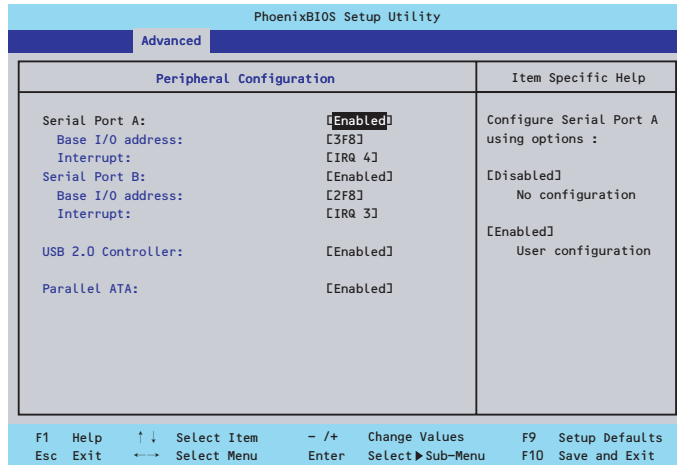 PhoenixBIOS Setup Utility
Advanced
Peripheral Configuration
Item Specific Help
Serial Port A: [Enabled]
Base I/O address: [3F8]
Interrupt: [IRQ 4]
Serial Port B: [Enabled]
Base I/O address: [2F8]
Interrupt: [IRQ 3]
USB 2.0 Controller: [Enabled]
Parallel ATA: [Enabled]
Configure Serial Port A
using options :
[Disabled]
No configuration
[Enabled]
User configuration
F1 Help ↑↓ Select Item - /+ Change Values F9 Setup Defaults
Esc Exit ←→ Select Menu Enter Select▶Sub-Menu F10 Save and Exit